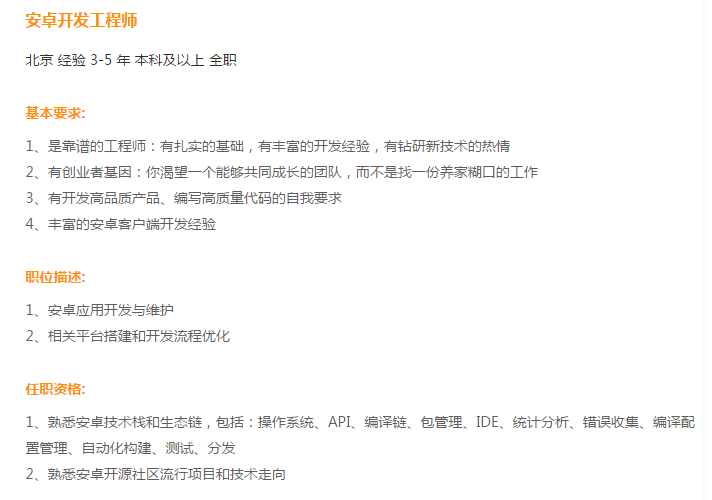 安卓开发工程师
北京 经验 3-5 年 本科及以上 全职
基本要求:
1、是靠谱的工程师：有扎实的基础，有丰富的开发经验，有钻研新技术的热情
2、有创业者基因：你渴望一个能够共同成长的团队，而不是找一份养家糊口的工作
3、有开发高品质产品、编写高质量代码的自我要求
4、丰富的安卓客户端开发经验
职位描述:
1、安卓应用开发与维护
2、相关平台搭建和开发流程优化
任职资格:
1、熟悉安卓技术栈和生态链，包括：操作系统、API、编译链、包管理、IDE、统计分析、错误收集、编译配
置管理、自动化构建、测试、分发
2、熟悉安卓开源社区流行项目和技术走向